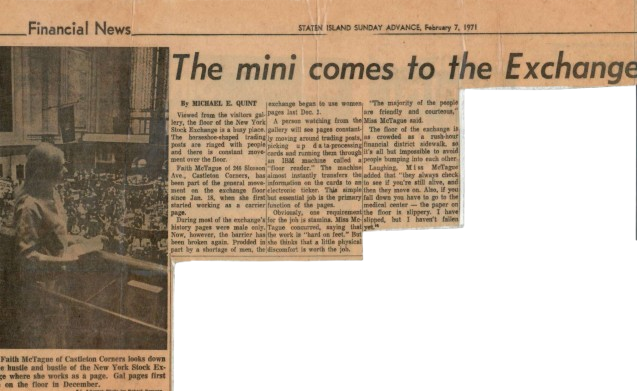 Financial News
STATEN ISLAND SUNDAY ADVANCE, February 7, 1971
The mini comes to the Exchange
By MICHAEL E. QUINT
Viewed from the visitors gal-
lery, the floor of the New York
Stock Exchange is a busy place.
The horseshoe-shaped trading
posts are ringed with people
and there is constant move-
ment over the floor.
Faith McTague of 248 Slosson
Ave., Castleton Corners, has
been part of the general move-
ment on the exchange floor
since Jan. 18, when she first
started working as a carrier
page.
During most of the exchange's
history pages were male only.
Now, however, the barrier has
been broken again. Prodded in
part by a shortage of men, the
exchange began to use women
pages last Dec. 1.
A person watching from the
gallery will see pages constant-
ly moving around trading posts,
picking up data-processing
cards and running them through
an IBM machine called a
"floor reader." The machine
almost instantly transfers the
information on the cards to an
electronic ticker. This simple
but essential job is the primary
function of the pages.
Obviously, one requirement
for the job is stamina. Miss Mc-
Tague concurred, saying that
the work is "hard on feet." But
she thinks that a little physical
discomfort is worth the job.
"The majority of the people
are friendly and courteous,"
Miss McTague said.
The floor of the exchange is
as crowded as a rush-hour
financial district sidewalk, so
it's all but impossible to avoid
people bumping into each other.
Laughing, Miss McTague
added that "they always check
to see if you're still alive, and
then they move on. Also, if you
fall down you have to go to the
medical center — the paper on
the floor is slippery. I have
slipped, but I haven't fallen
yet."
Faith McTague of Castleton Corners looks down
e hustle and bustle of the New York Stock Ex-
ge where she works as a page. Gal pages first
on the floor in December.